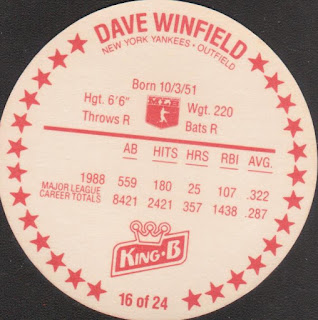 DAVE WINFIELD
NEW YORK YANKEES • OUTFIELD
Born 10/3/51
Hgt. 6'6" Wgt. 220
MLB
Throws R Bats R
AB HITS HRS RBI AVG.
1988 559 180 25 107 .322
MAJOR LEAGUE
CAREER TOTALS 8421 2421 357 1438 .287
KING-B
16 of 24